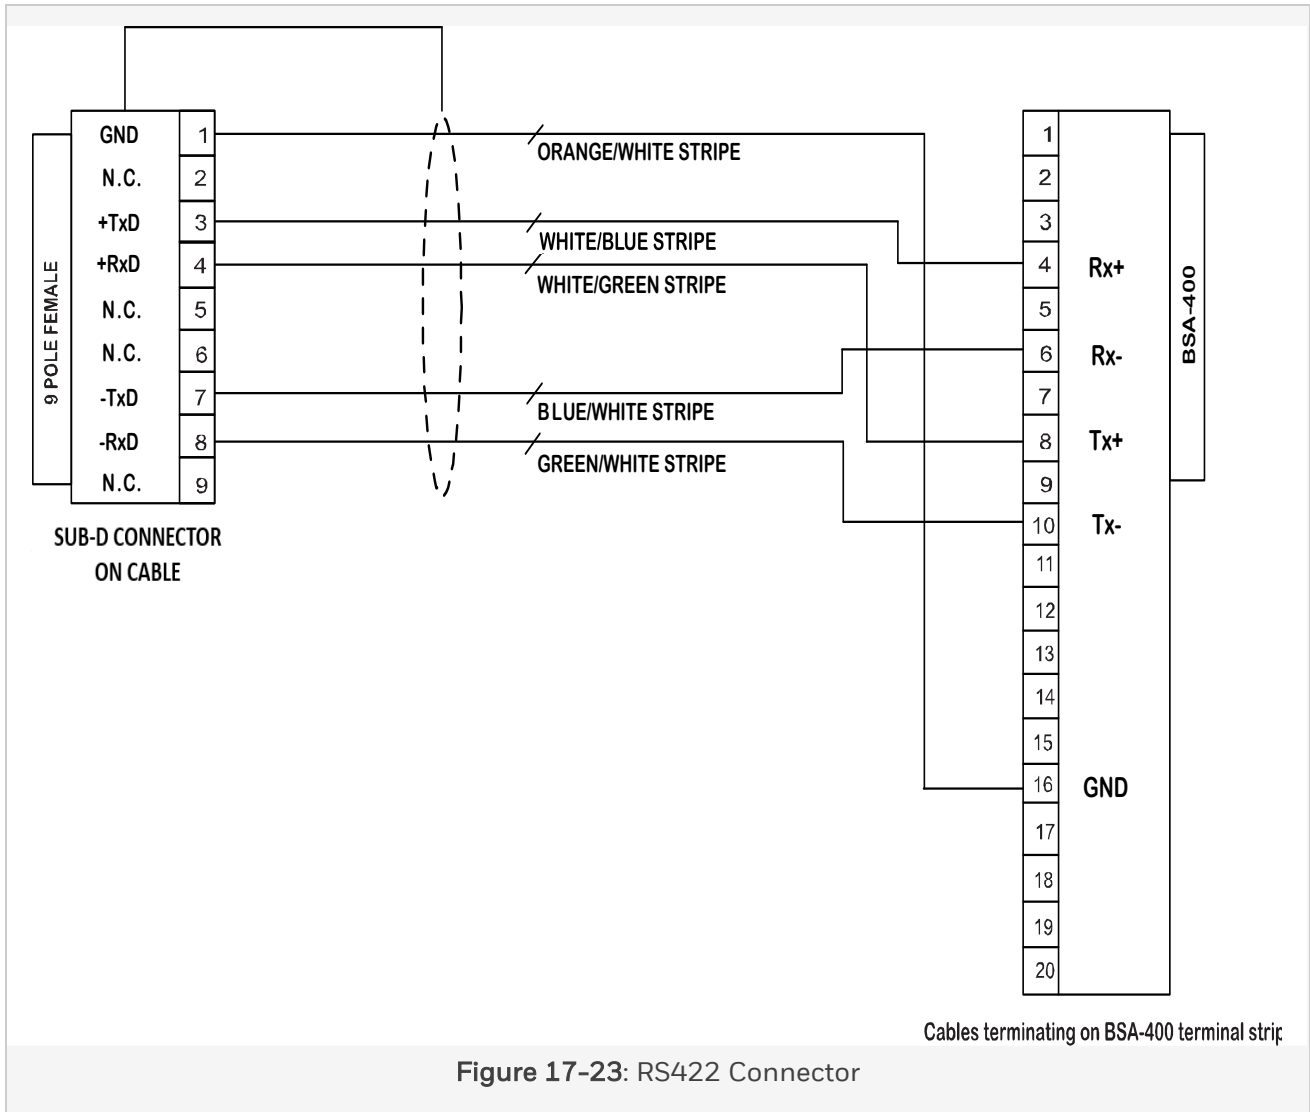 GND 1
N.C. 2
+TxD 3
+RxD 4
N.C. 5
N.C. 6
-TxD 7
-RxD 8
N.C. 9
9 POLE FEMALE
SUB-D CONNECTOR
ON CABLE
ORANGE/WHITE STRIPE
WHITE/BLUE STRIPE
WHITE/GREEN STRIPE
BLUE/WHITE STRIPE
GREEN/WHITE STRIPE
1
2
3
4 Rx+
5
6 Rx-
7
8 Tx+
9
10 Tx-
11
12
13
14
15
16 GND
17
18
19
20
BSA-400
Cables terminating on BSA-400 terminal strip
Figure 17-23: RS422 Connector